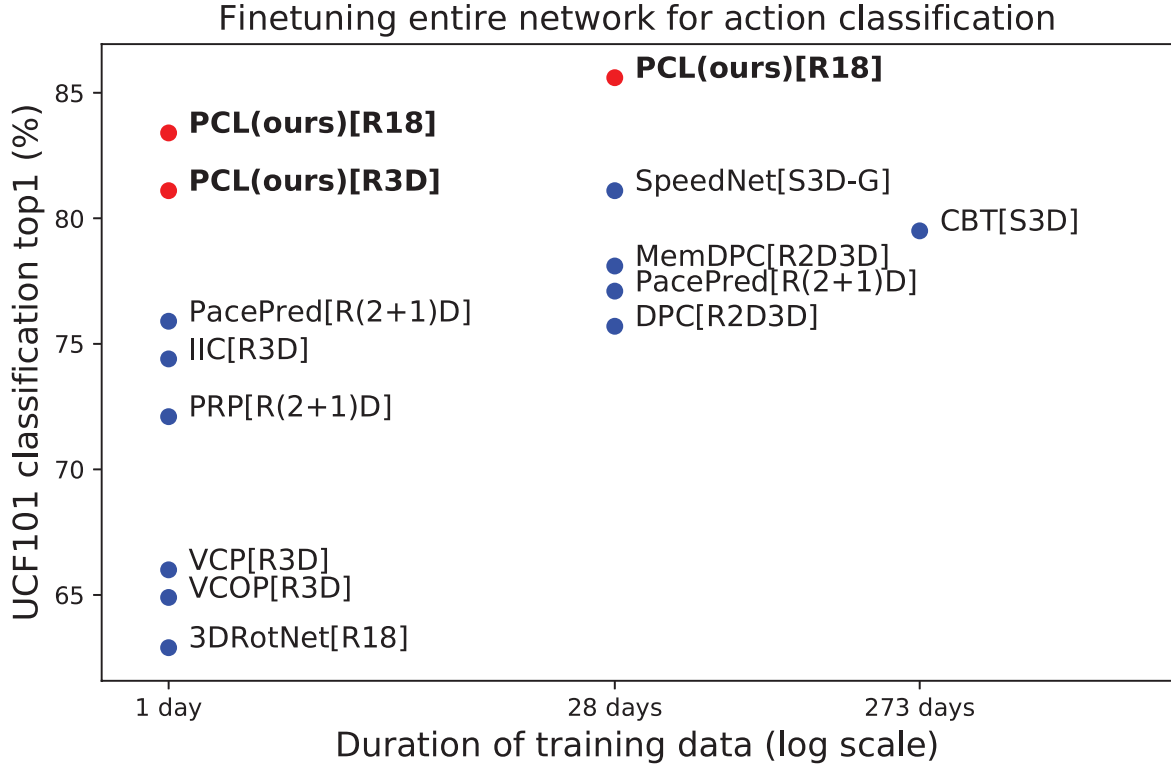 Finetuning entire network for action classification
UCF101 classification top1 (%)
85
80
75
70
65
PCL(ours)[R18]
PCL(ours)[R18]
PCL(ours)[R3D]
SpeedNet[S3D-G]
CBT[S3D]
MemDPC[R2D3D]
PacePred[R(2+1)D]
DPC[R2D3D]
PacePred[R(2+1)D]
IIC[R3D]
PRP[R(2+1)D]
VCP[R3D]
VCOP[R3D]
3DRotNet[R18]
1 day
28 days
273 days
Duration of training data (log scale)